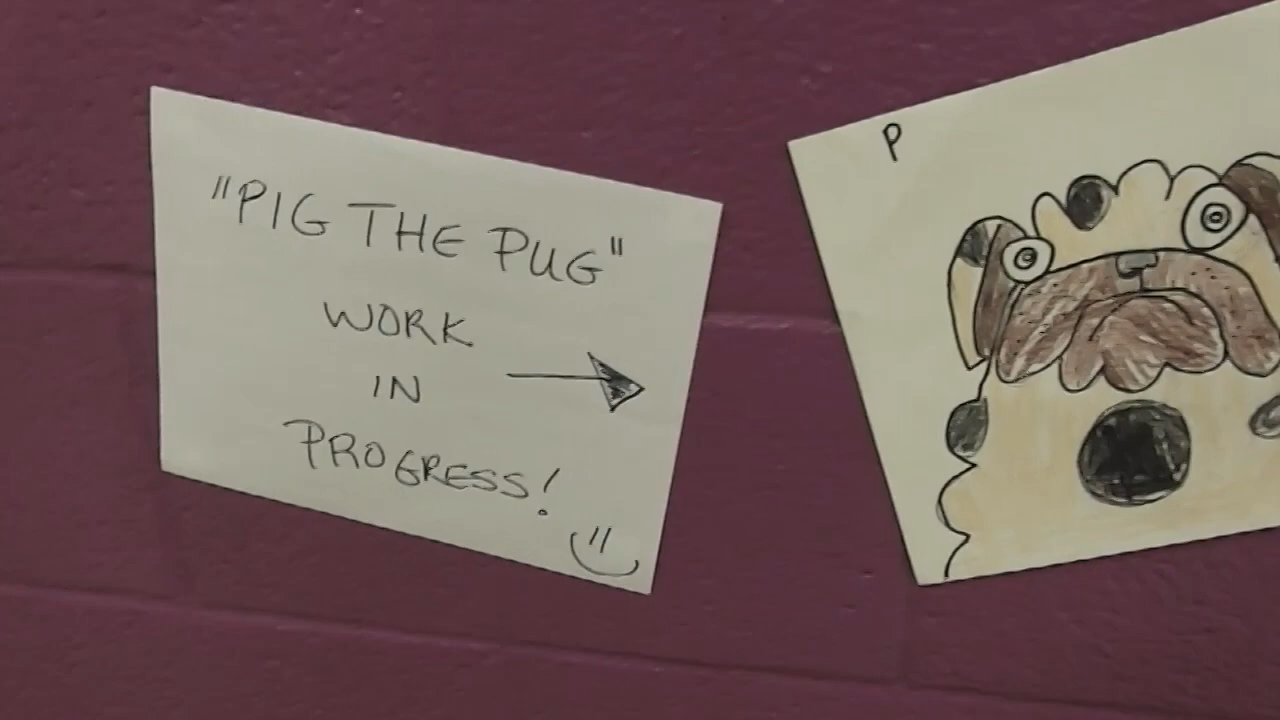 "PIG THE PUG"
WORK
IN
PROGRESS!
P